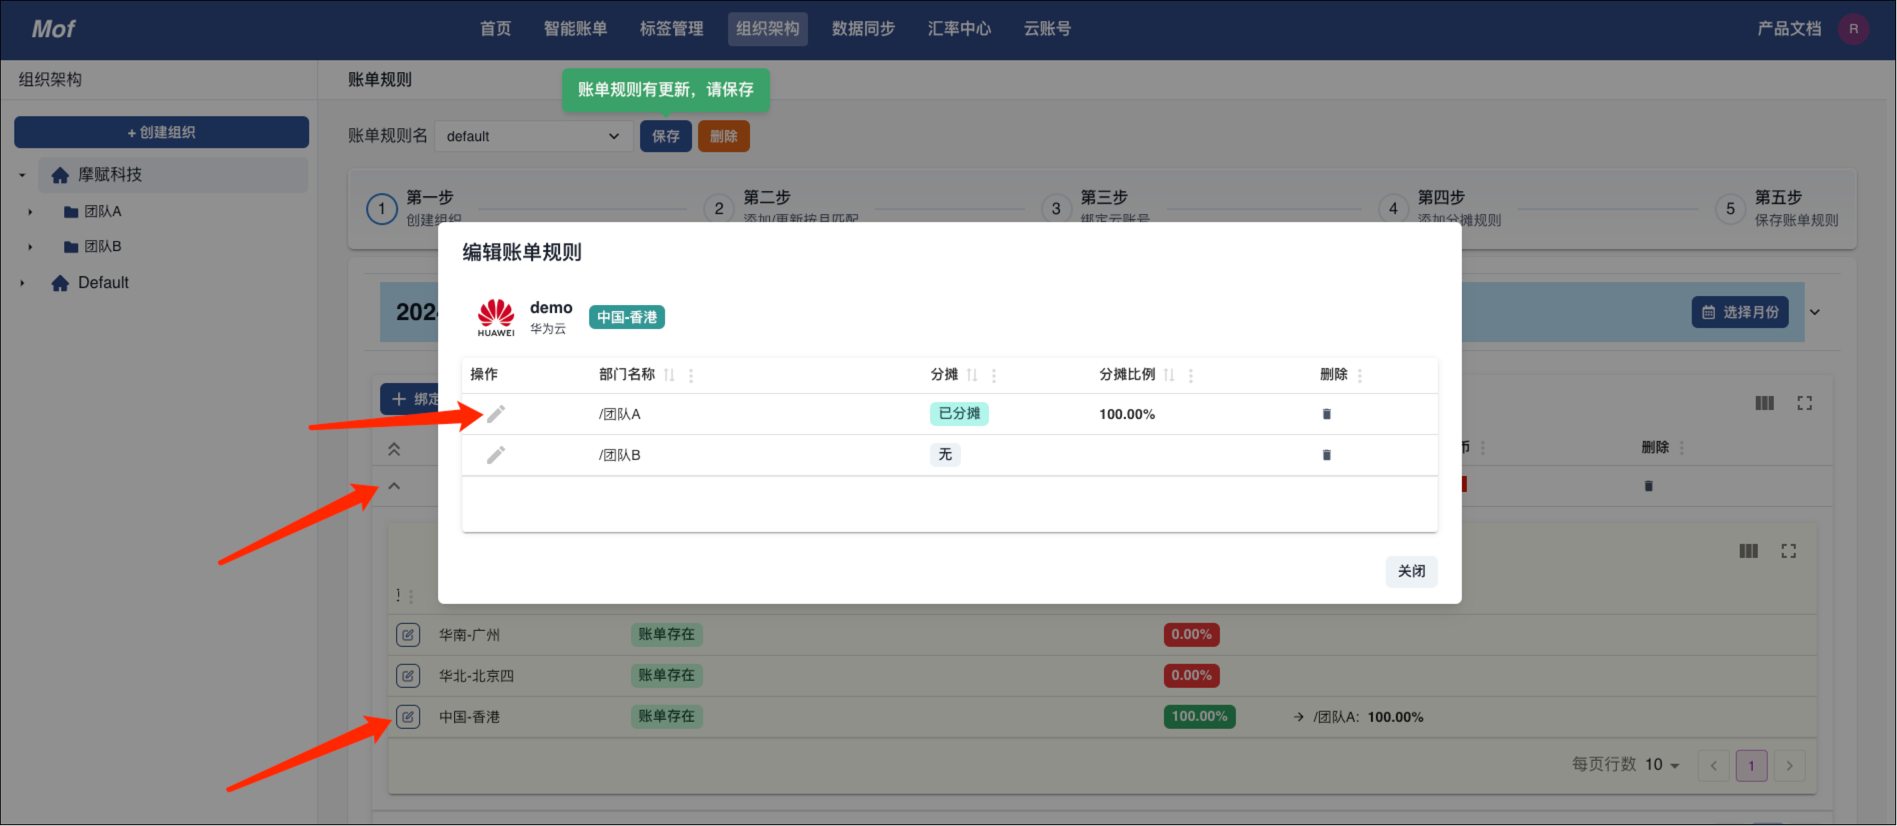 Mof
首页 智能账单 标签管理 组织架构 数据同步 汇率中心 云账号 产品文档 R
组织架构
账单规则
账单规则有更新，请保存
+ 创建组织
账单规则名 default 保存 删除
摩赋科技
团队A
团队B
Default
1 第一步 创建组织
2 第二步 添加/更新按月匹配
3 第三步 绑定云账号
4 第四步 添加分摊规则
5 第五步 保存账单规则
编辑账单规则
202
选择月份
HUAWEI demo 华为云 中国-香港
操作 部门名称 分摊 分摊比例 删除
/团队A 已分摊 100.00%
/团队B 无
关闭
+ 绑定
币 删除
华南-广州 账单存在 0.00%
华北-北京四 账单存在 0.00%
中国-香港 账单存在 100.00% → /团队A: 100.00%
每页行数 10 < 1 >